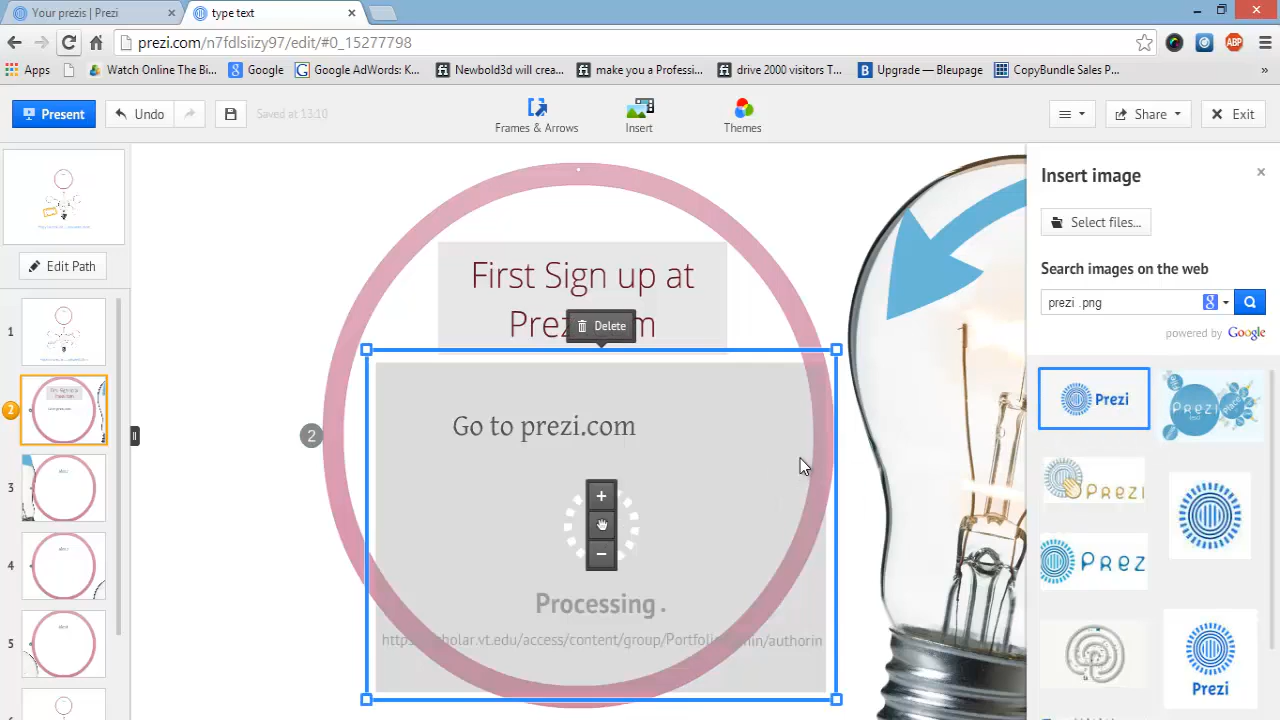 Your prezis | Prezi
type text
prezi.com/n7fdlsiizy97/edit/#0_15277798
ABP
Apps
Watch Online The Bi...
Google
Google AdWords: K...
Newbold3d will crea...
make you a Professi...
drive 2000 visitors T...
Upgrade — Bleupage
CopyBundle Sales P...
»
Present
Undo
Saved at 13:10
Frames & Arrows
Insert
Themes
Share
Exit
Edit Path
1
2
3
4
5
First Sign up at
Delete
2
Go to prezi.com
Processing .
Insert image
Select files...
Search images on the web
prezi .png
powered by Google
Prezi
PREZI
PREZI
PREZ
Prezi